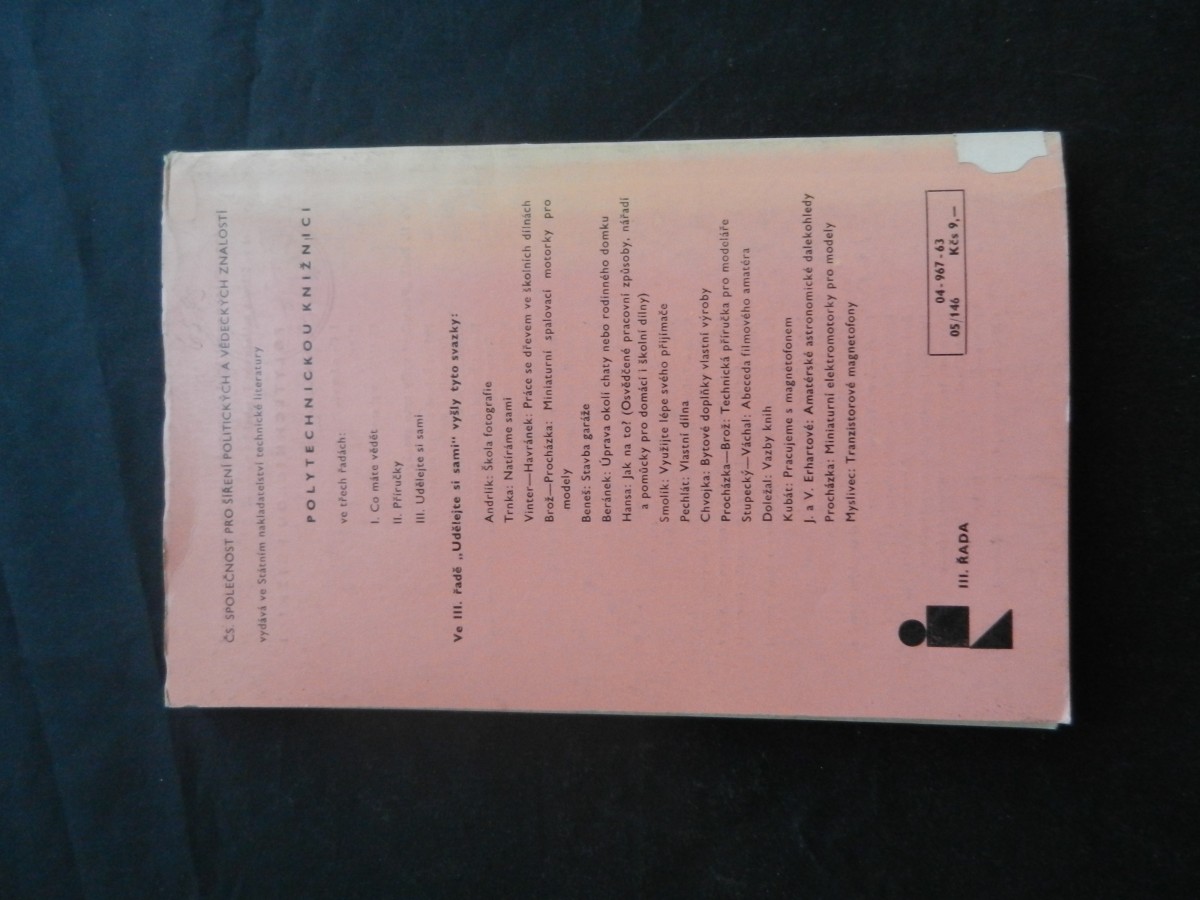 ČS. SPOLEČNOST PRO ŠÍŘENÍ POLITICKÝCH A VĚDECKÝCH ZNALOSTÍ
vydává ve Státním nakladatelství technické literatury
POLYTECHNICKOU KNIŽNICI
ve třech řadách:
I. Co máte vědět
II. Příručky
III. Udělejte si sami
Ve III. řadě „Udělejte si sami" vyšly tyto svazky:
Andrlík: Škola fotografie
Trnka: Natíráme sami
Vinter—Havránek: Práce se dřevem ve školních dílnách
Brož—Procházka: Miniaturní spalovací motorky pro
modely
Beneš: Stavba garáže
Beránek: Úprava okolí chaty nebo rodinného domku
Hansa: Jak na to? (Osvědčené pracovní způsoby, nářadí
a pomůcky pro domácí i školní dílny)
Smolík: Využijte lépe svého přijímače
Pechlát: Vlastní dílna
Chvojka: Bytové doplňky vlastní výroby
Procházka—Brož: Technická příručka pro modeláře
Stupecký—Váchal: Abeceda filmového amatéra
Doležal: Vazby knih
Kubát: Pracujeme s magnetofonem
J. a V. Erhartové: Amatérské astronomické dalekohledy
Procházka: Miniaturní elektromotorky pro modely
Myslivec: Tranzistorové magnetofony
III. ŘADA
04-967-63
05/146 Kčs 9,—